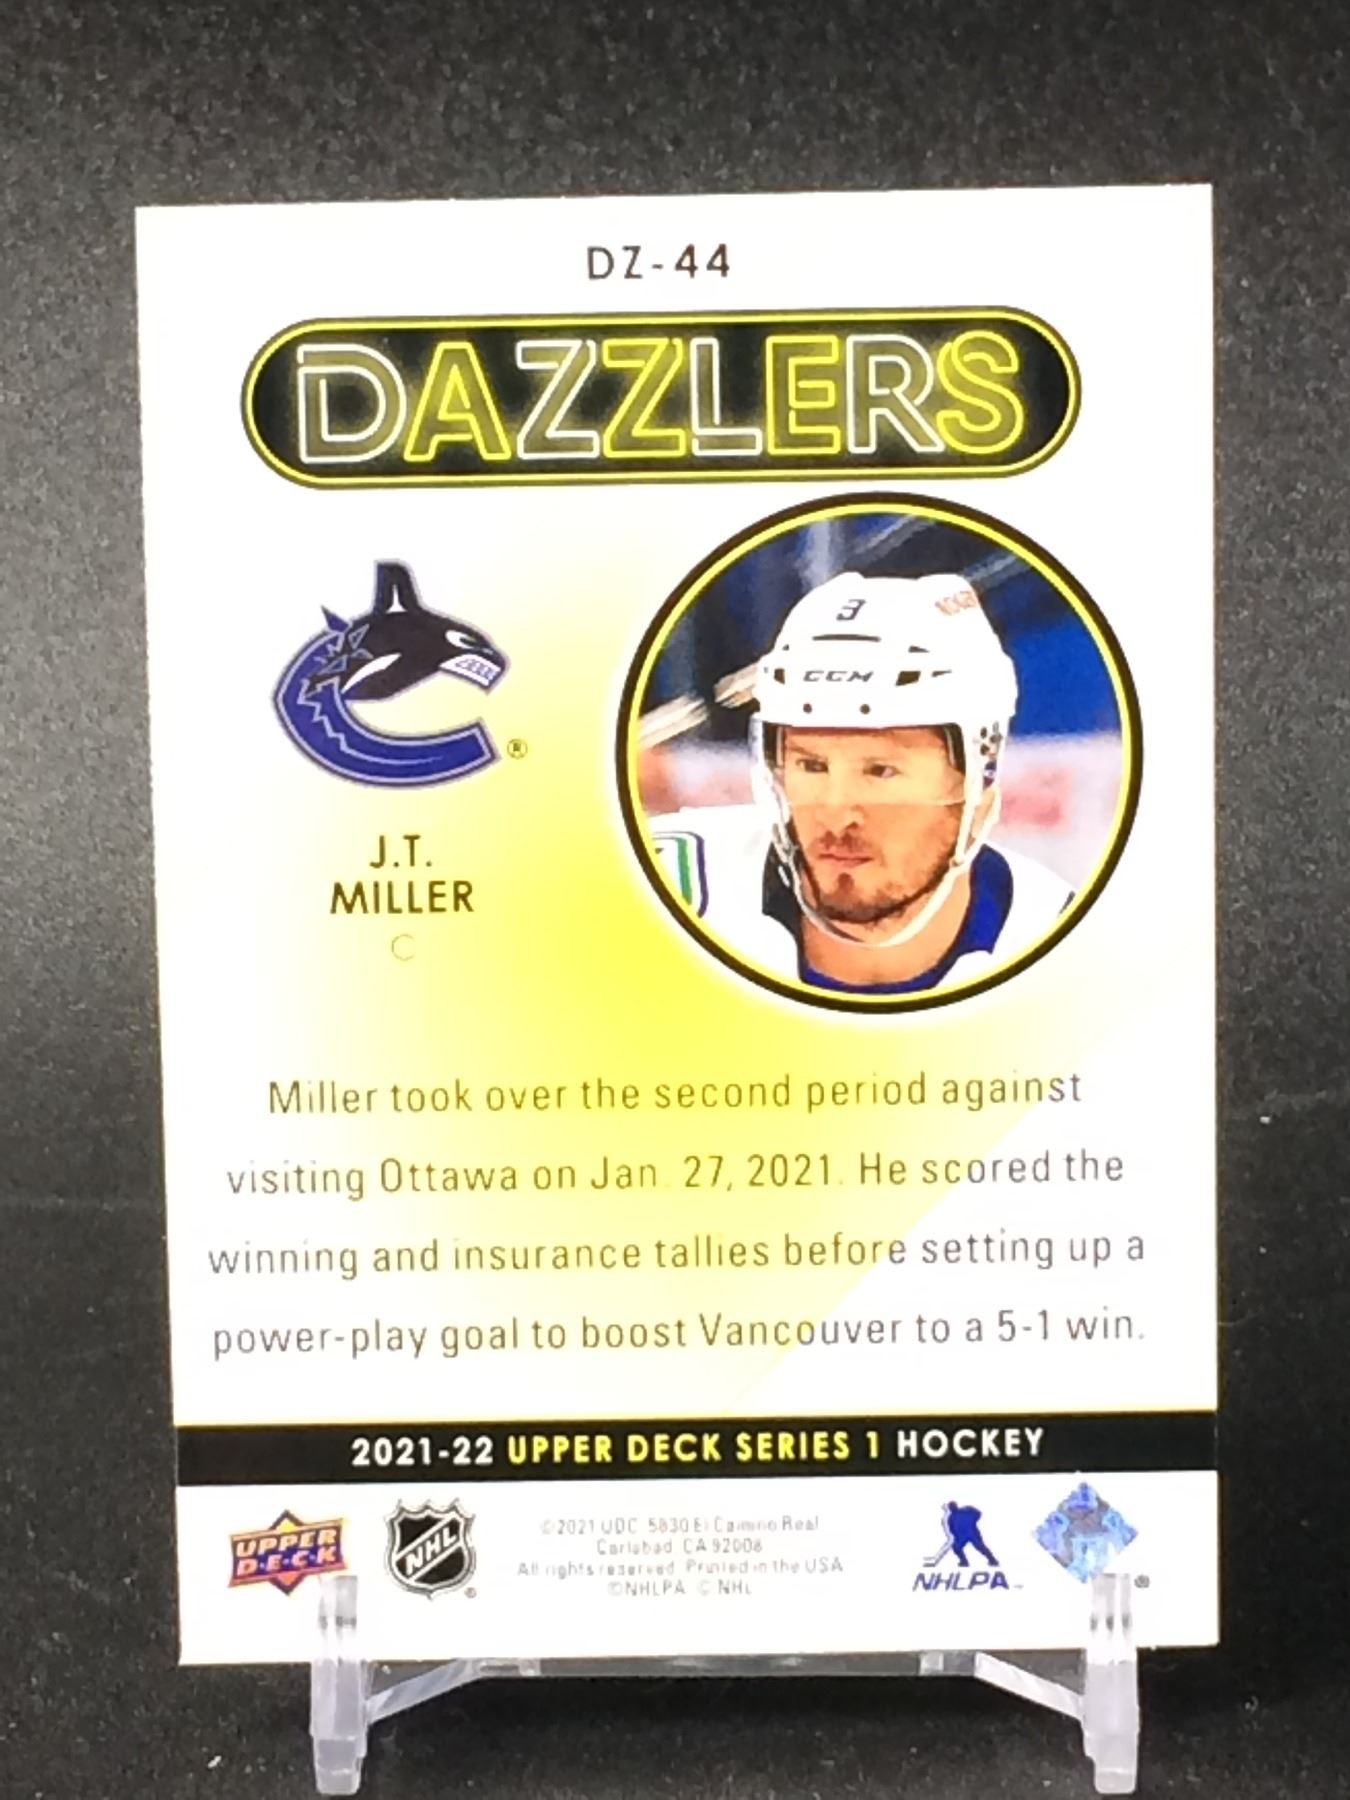 DZ-44
DAZZLERS
3
CCM
®
J.T.
MILLER
C
Miller took over the second period against
visiting Ottawa on Jan. 27, 2021. He scored the
winning and insurance tallies before setting up a
power-play goal to boost Vancouver to a 5-1 win.
2021-22 UPPER DECK SERIES 1 HOCKEY
UPPER
D·E·C·K
NHL
©2021 UDC 5830 El Camino Real
Carlsbad, CA 92008
All rights reserved. Printed in the USA
©NHLPA © NHL
NHLPA
®